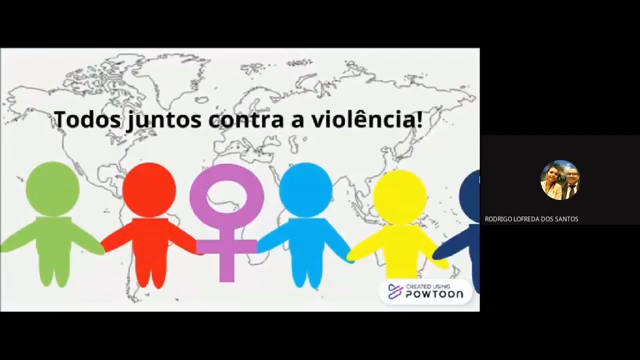 Todos juntos contra a violência!
CREATED USING
POWTOON
RODRIGO LOFREDA DOS SANTOS